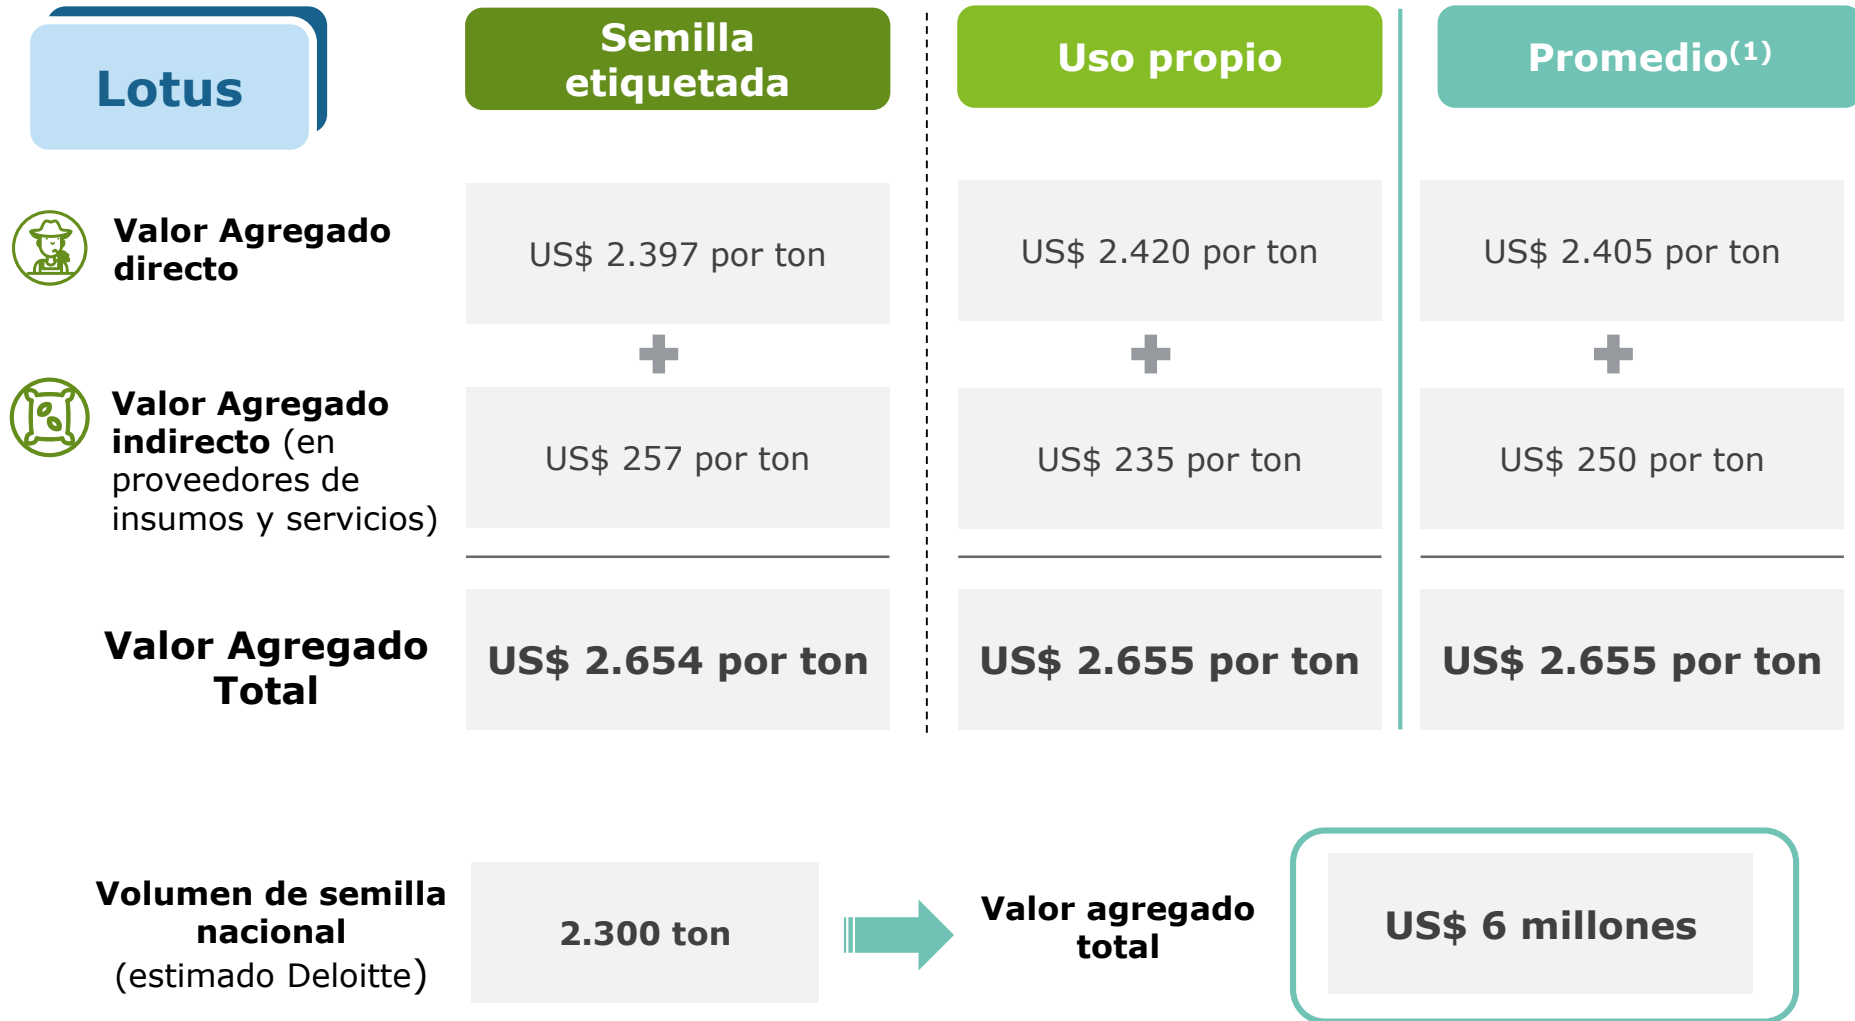 Lotus
Semilla
etiquetada
Uso propio
Promedio(1)
Valor Agregado
directo
US$ 2.397 por ton
US$ 2.420 por ton
US$ 2.405 por ton
Valor Agregado
indirecto (en
proveedores de
insumos y servicios)
US$ 257 por ton
US$ 235 por ton
US$ 250 por ton
Valor Agregado
Total
US$ 2.654 por ton
US$ 2.655 por ton
US$ 2.655 por ton
Volumen de semilla
nacional
(estimado Deloitte)
2.300 ton
Valor agregado
total
US$ 6 millones